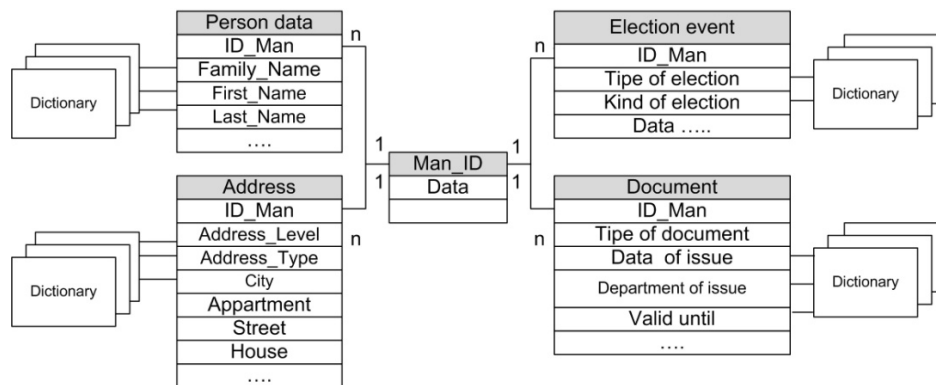 Person data
ID_Man
Family_Name
First_Name
Last_Name
....
Dictionary
n
1
Address
ID_Man
Address_Level
Address_Type
City
Appartment
Street
House
....
Dictionary
1
n
Man_ID
Data
Election event
ID_Man
Tipe of election
Kind of election
Data .....
Dictionary
n
1
Document
ID_Man
Tipe of document
Data of issue
Department of issue
Valid until
....
Dictionary
1
n